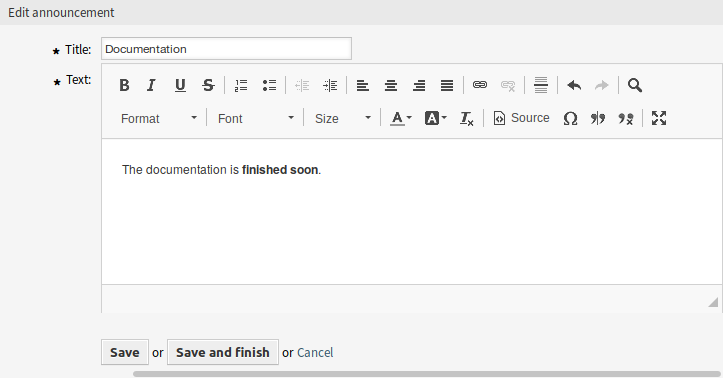 Edit announcement
★ Title: Documentation
★ Text:
B I U S
Format Font Size A A Tx Source Ω
The documentation is finished soon.
Save or Save and finish or Cancel